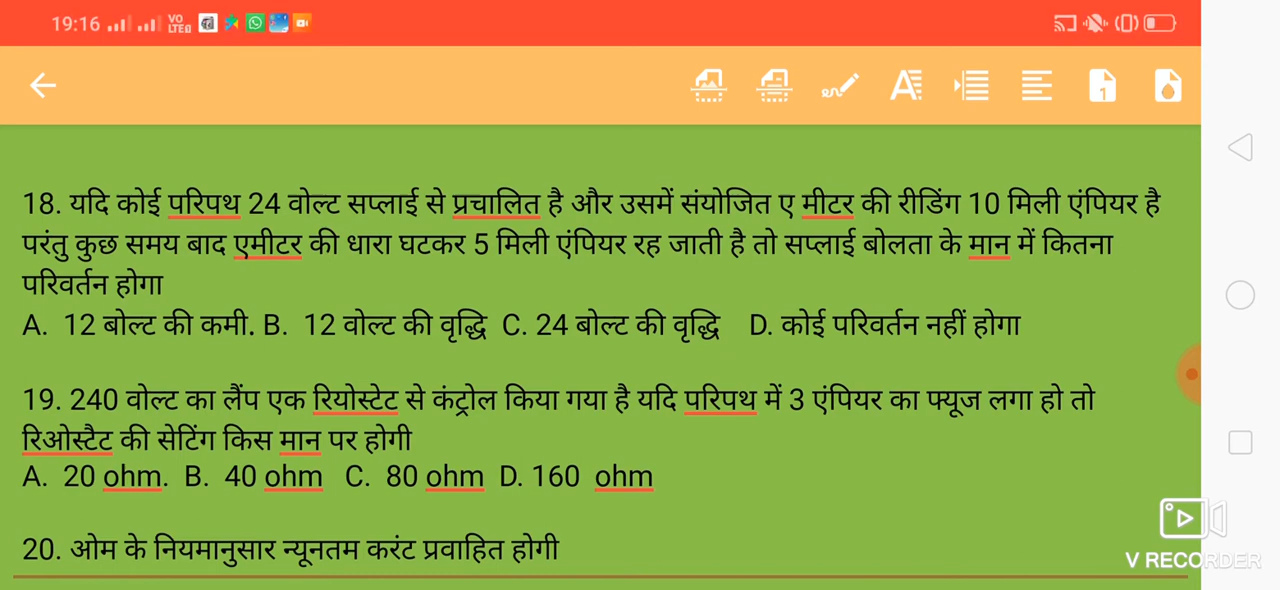 19:16 VO LTE
1
18. यदि कोई परिपथ 24 वोल्ट सप्लाई से प्रचालित है और उसमें संयोजित ए मीटर की रीडिंग 10 मिली एंपियर है
परंतु कुछ समय बाद एमीटर की धारा घटकर 5 मिली एंपियर रह जाती है तो सप्लाई बोलता के मान में कितना
परिवर्तन होगा
A. 12 बोल्ट की कमी. B. 12 वोल्ट की वृद्धि C. 24 बोल्ट की वृद्धि D. कोई परिवर्तन नहीं होगा
19. 240 वोल्ट का लैंप एक रियोस्टेट से कंट्रोल किया गया है यदि परिपथ में 3 एंपियर का फ्यूज लगा हो तो
रिओस्टैट की सेटिंग किस मान पर होगी
A. 20 ohm. B. 40 ohm C. 80 ohm D. 160 ohm
20. ओम के नियमानुसार न्यूनतम करंट प्रवाहित होगी
V RECORDER